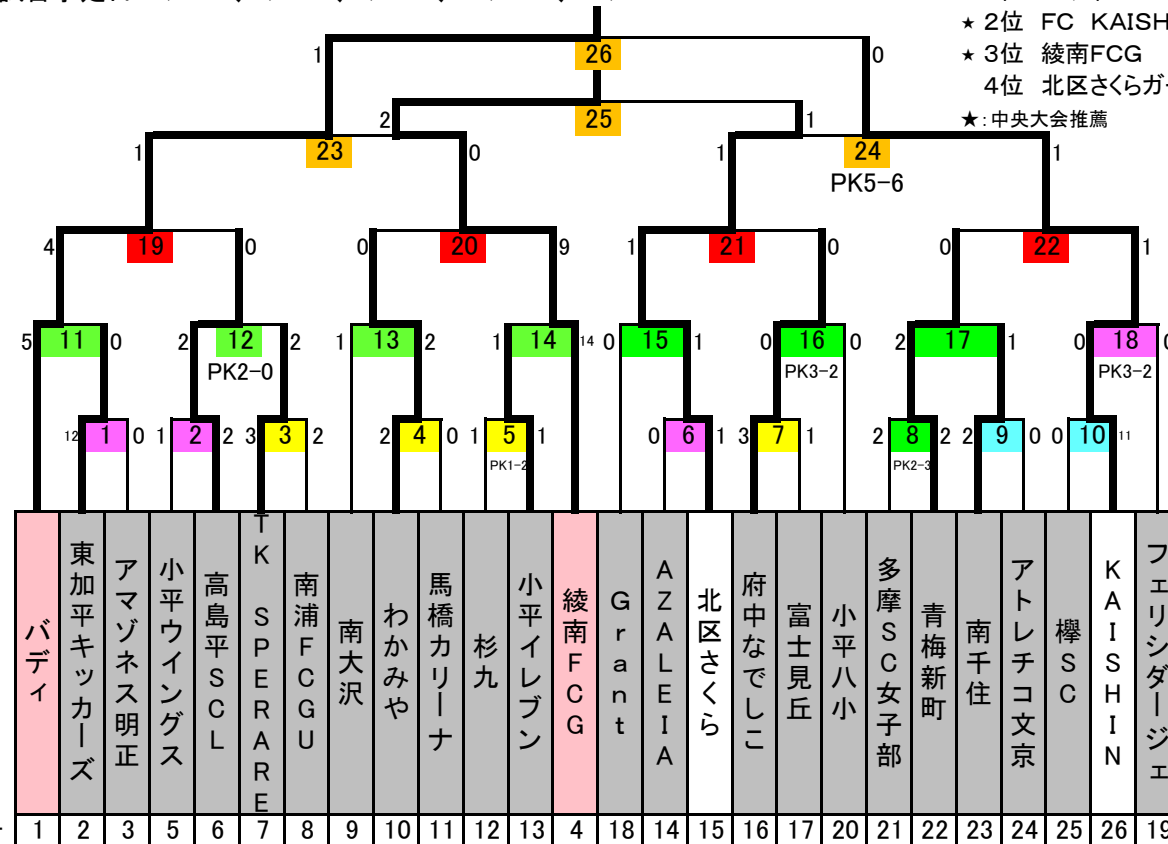 ★ 2位 FC KAISH
★ 3位 綾南FCG
4位 北区さくらガー
★:中央大会推薦
1 26 0
2 25 1
1 23 0 1 24 1
PK5-6
4 19 0 0 20 9 1 21 0 0 22 1
5 11 0 2 12 2 1 13 2 1 14 14 0 15 1 0 16 0 2 17 1 0 18 0
PK2-0 PK3-2 PK3-2
12 1 0 1 2 2 3 3 2 2 4 0 1 5 1 0 6 1 3 7 1 2 8 2 2 9 0 0 10 11
PK1-2 PK2-3
バディ
東加平キッカーズ
アマゾネス明正
小平ウイングス
高島平SCL
TK SPERARE
南浦FCGU
南大沢
わかみや
馬橋カリーナ
杉九
小平イレブン
綾南FCG
Grant
AZALEIA
北区さくら
府中なでしこ
富士見丘
小平八小
多摩SC女子部
青梅新町
南千住
アトレチコ文京
欅SC
KAISHIN
フェリシダージェ
1 2 3 5 6 7 8 9 10 11 12 13 4 18 14 15 16 17 20 21 22 23 24 25 26 19